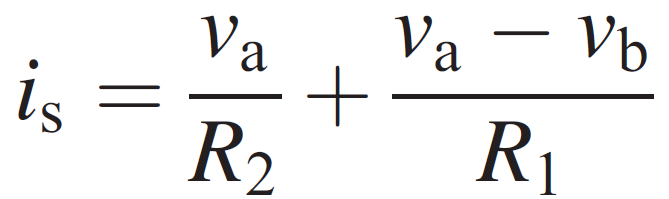 i_s = v_a/R_2 + (v_a − v_b)/R_1